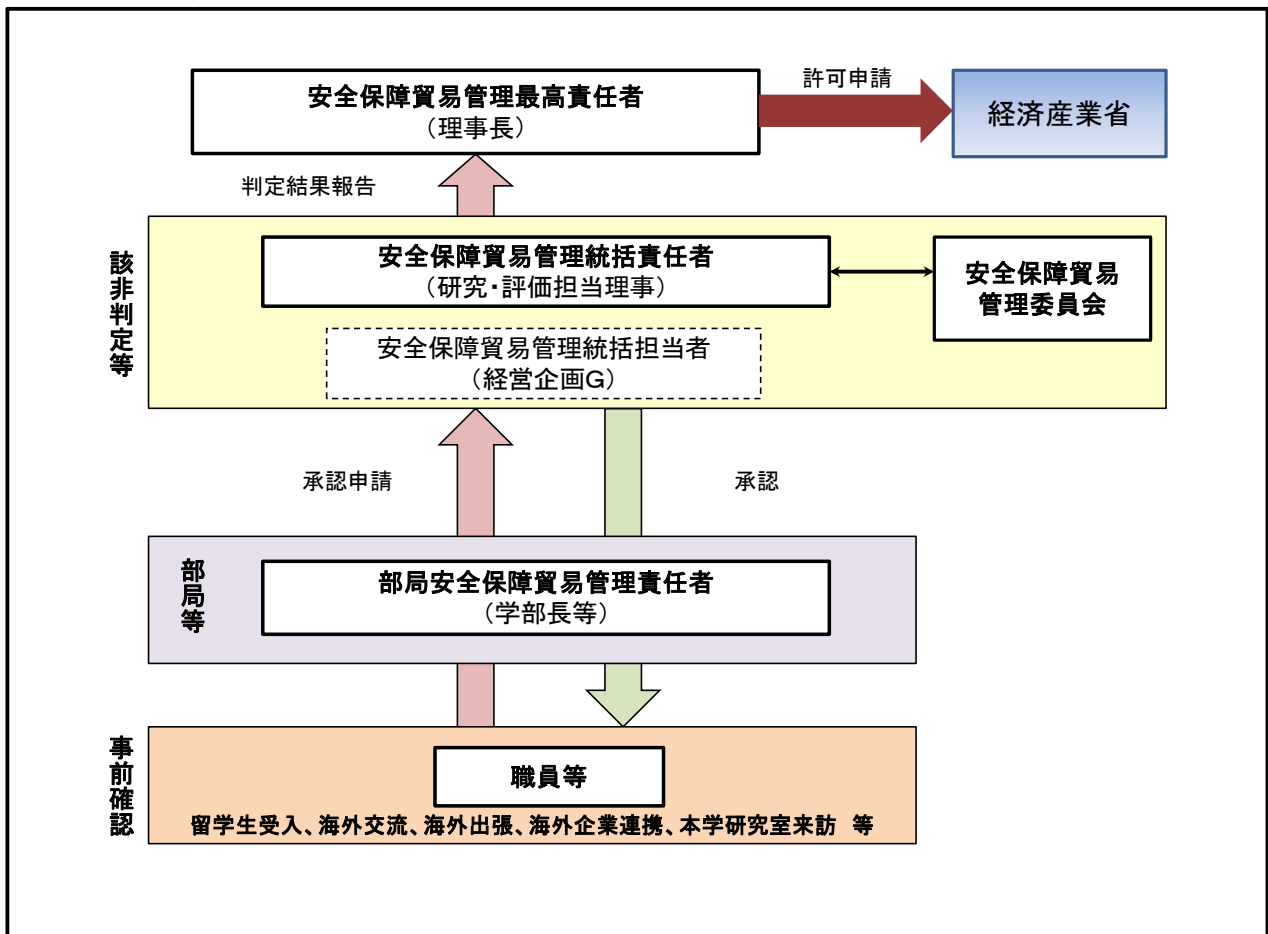 安全保障貿易管理最高責任者
（理事長）
許可申請
経済産業省
判定結果報告
該非判定等
安全保障貿易管理統括責任者
（研究・評価担当理事）
安全保障貿易
管理委員会
安全保障貿易管理統括担当者
（経営企画G）
承認申請
承認
部局等
部局安全保障貿易管理責任者
（学部長等）
事前確認
職員等
留学生受入、海外交流、海外出張、海外企業連携、本学研究室来訪 等